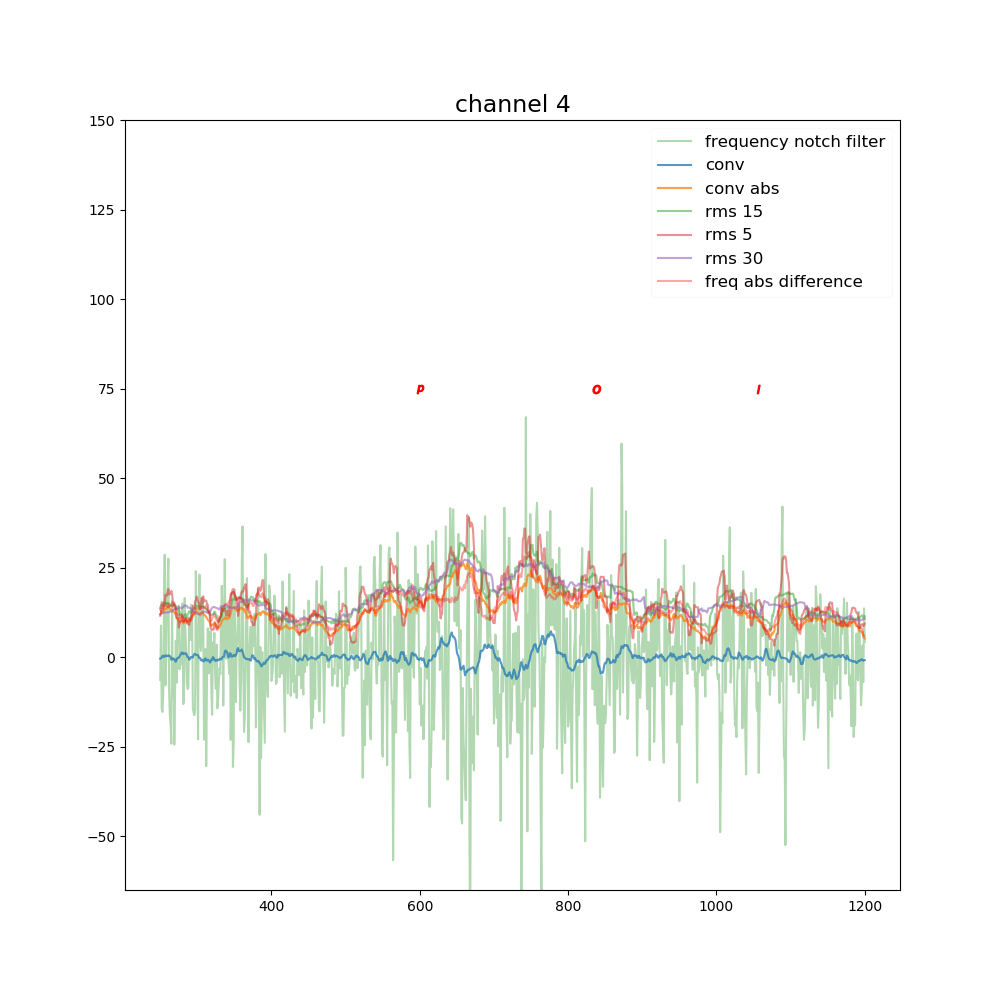 channel 4
150
125
100
75
50
25
0
−25
−50
frequency notch filter
conv
conv abs
rms 15
rms 5
rms 30
freq abs difference
p o l
400 600 800 1000 1200